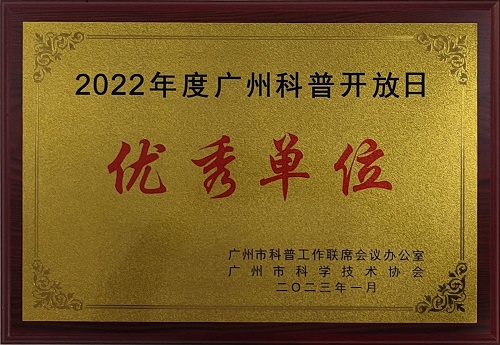 2022年度广州科普开放日
优秀单位
广州市科普工作联席会议办公室
广州市科学技术协会
二〇二三年一月